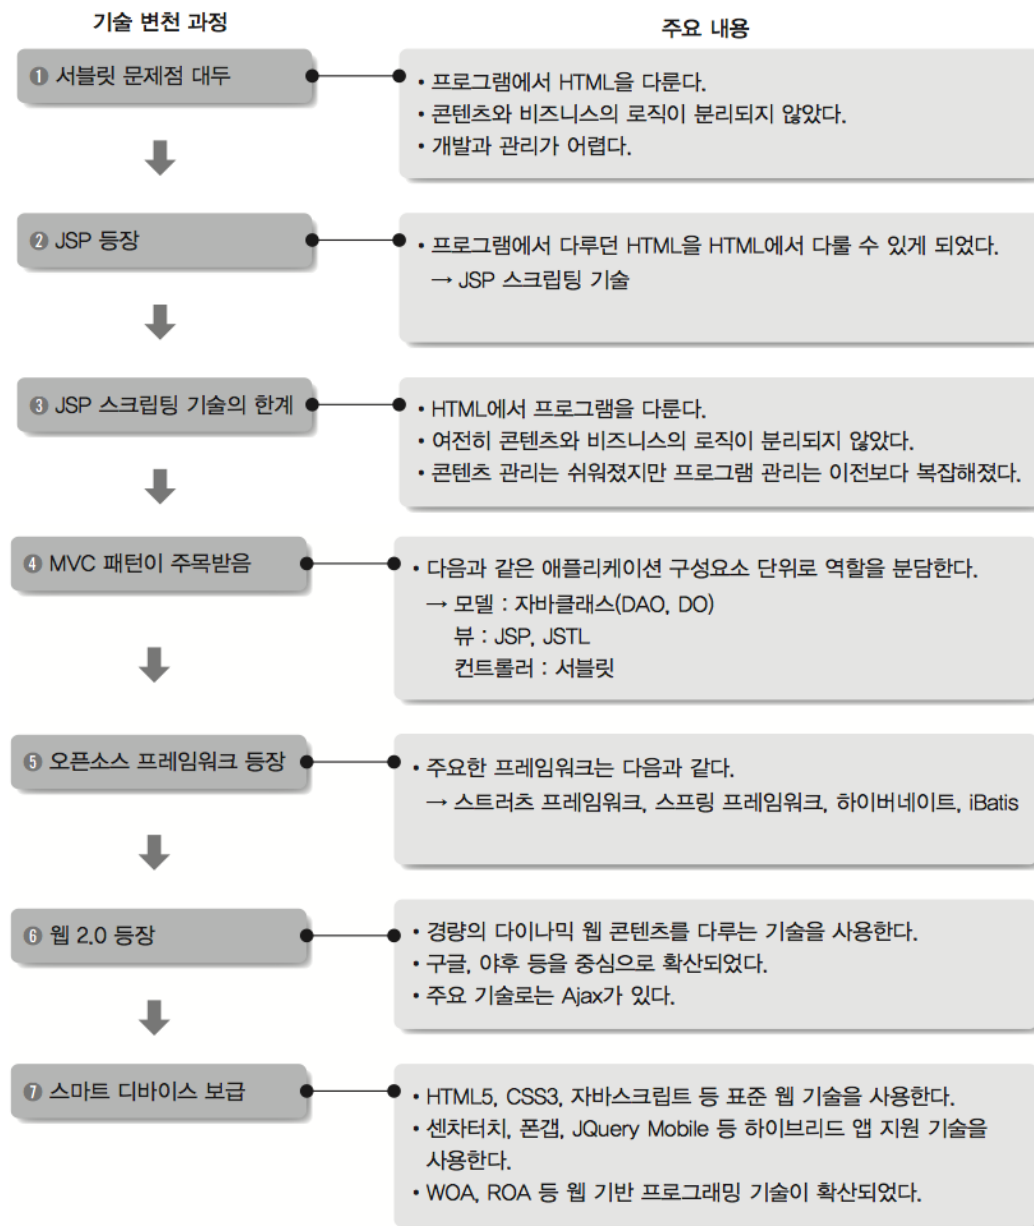 기술 변천 과정
주요 내용
❶ 서블릿 문제점 대두
• 프로그램에서 HTML을 다룬다.
• 콘텐츠와 비즈니스의 로직이 분리되지 않았다.
• 개발과 관리가 어렵다.
❷ JSP 등장
• 프로그램에서 다루던 HTML을 HTML에서 다룰 수 있게 되었다.
→ JSP 스크립팅 기술
❸ JSP 스크립팅 기술의 한계
• HTML에서 프로그램을 다룬다.
• 여전히 콘텐츠와 비즈니스의 로직이 분리되지 않았다.
• 콘텐츠 관리는 쉬워졌지만 프로그램 관리는 이전보다 복잡해졌다.
❹ MVC 패턴이 주목받음
• 다음과 같은 애플리케이션 구성요소 단위로 역할을 분담한다.
→ 모델 : 자바클래스(DAO, DO)
뷰 : JSP, JSTL
컨트롤러 : 서블릿
❺ 오픈소스 프레임워크 등장
• 주요한 프레임워크는 다음과 같다.
→ 스트러츠 프레임워크, 스프링 프레임워크, 하이버네이트, iBatis
❻ 웹 2.0 등장
• 경량의 다이나믹 웹 콘텐츠를 다루는 기술을 사용한다.
• 구글, 야후 등을 중심으로 확산되었다.
• 주요 기술로는 Ajax가 있다.
❼ 스마트 디바이스 보급
• HTML5, CSS3, 자바스크립트 등 표준 웹 기술을 사용한다.
• 센차터치, 폰갭, JQuery Mobile 등 하이브리드 앱 지원 기술을
사용한다.
• WOA, ROA 등 웹 기반 프로그래밍 기술이 확산되었다.